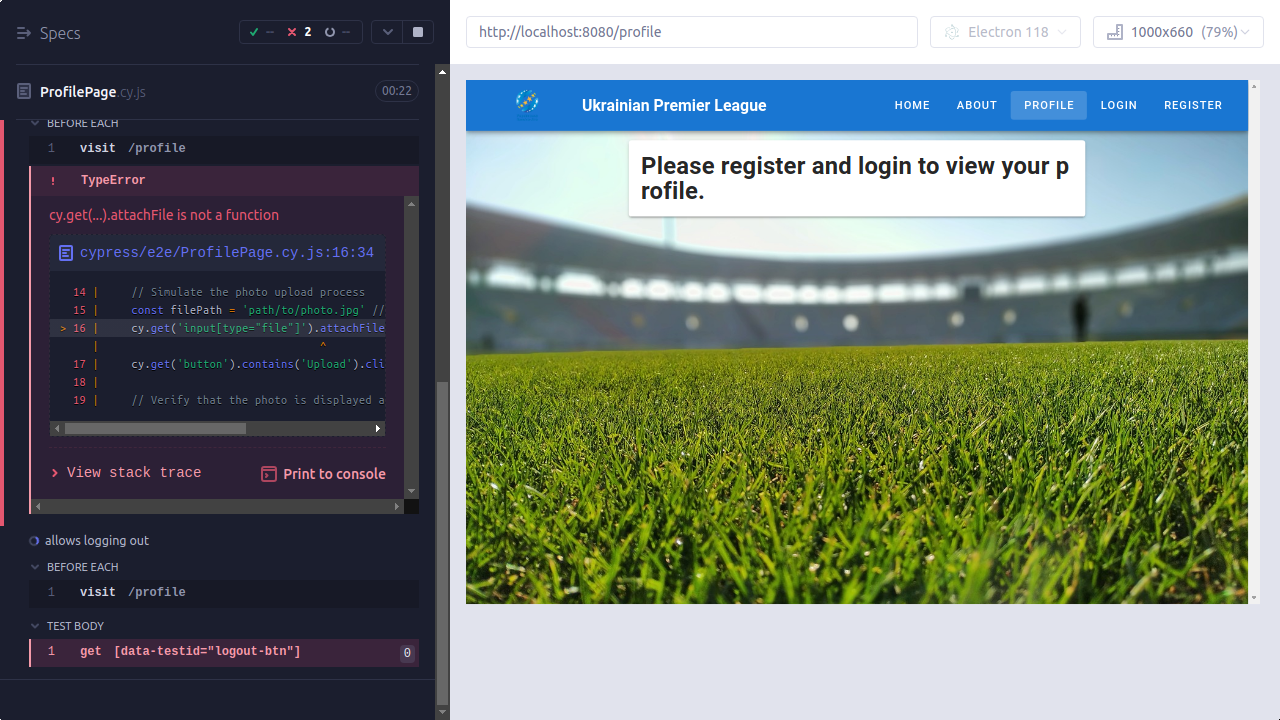 Specs
-- 2 --
ProfilePage.cy.js
00:22
BEFORE EACH
1 visit /profile
! TypeError
cy.get(...).attachFile is not a function
cypress/e2e/ProfilePage.cy.js:16:34
14 | // Simulate the photo upload process
15 | const filePath = 'path/to/photo.jpg' //
> 16 | cy.get('input[type="file"]').attachFile
| ^
17 | cy.get('button').contains('Upload').cli
18 |
19 | // Verify that the photo is displayed a
View stack trace
Print to console
allows logging out
BEFORE EACH
1 visit /profile
TEST BODY
1 get [data-testid="logout-btn"] 0
http://localhost:8080/profile
Electron 118
1000x660 (79%)
Ukrainian Premier League
HOME
ABOUT
PROFILE
LOGIN
REGISTER
Please register and login to view your p
rofile.